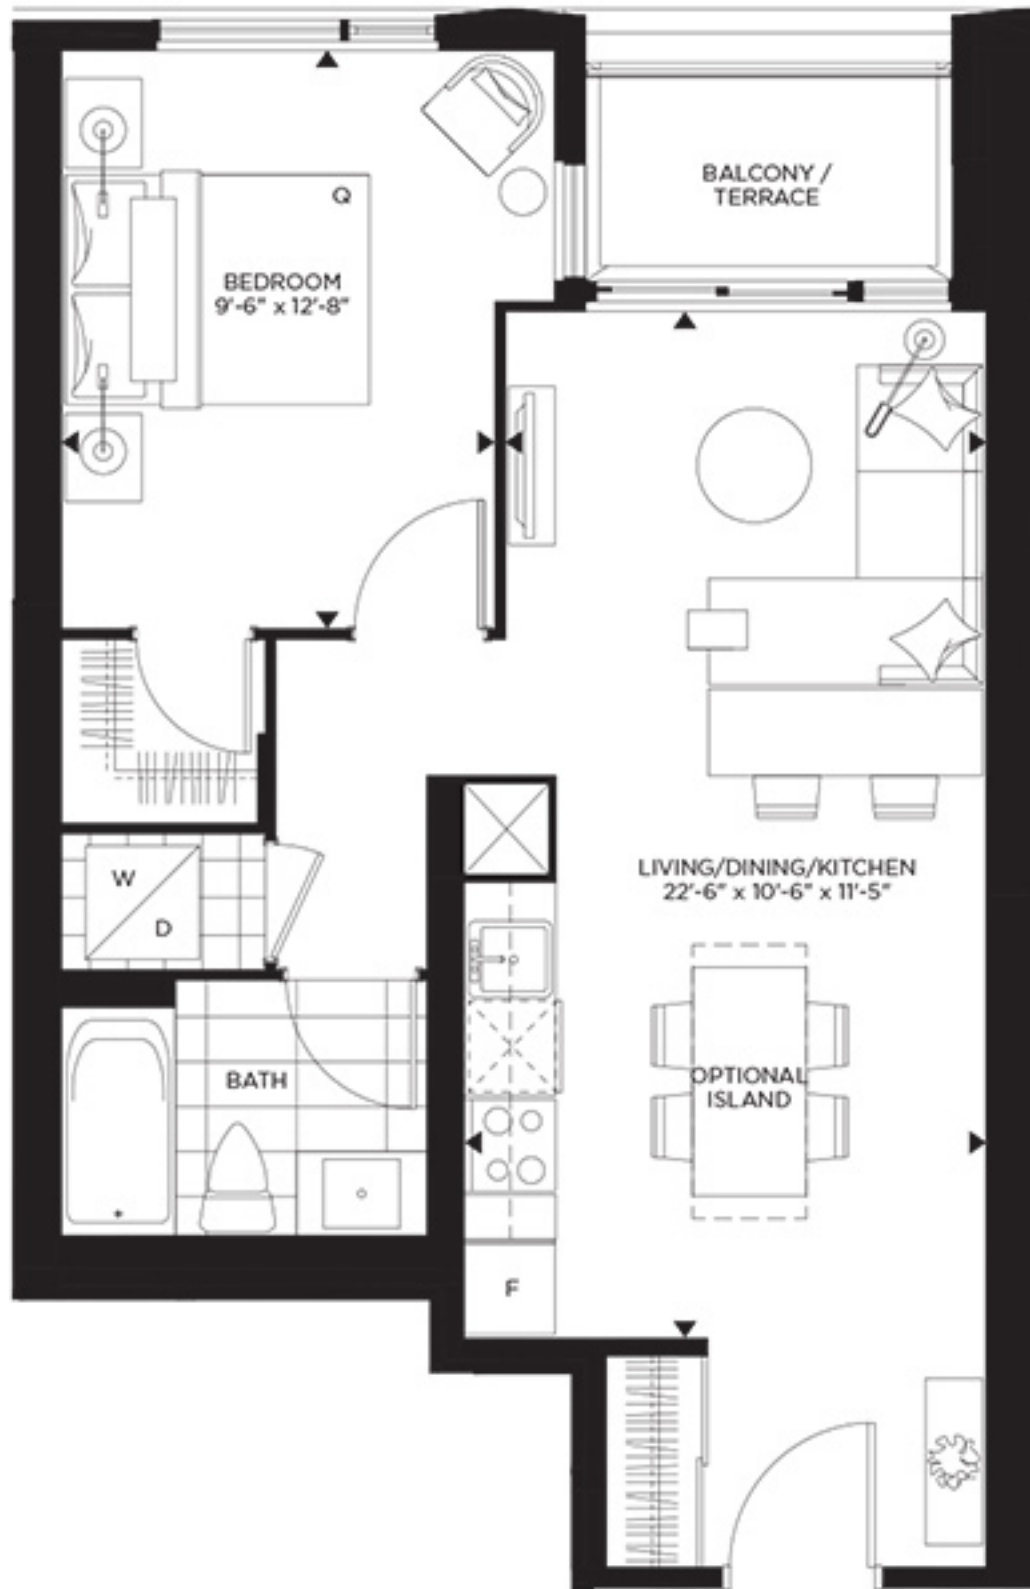 BALCONY /
TERRACE
Q
BEDROOM
9'-6" x 12'-8"
LIVING/DINING/KITCHEN
22'-6" x 10'-6" x 11'-5"
W
D
BATH
OPTIONAL
ISLAND
F